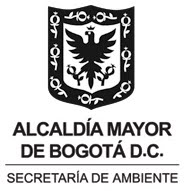 ALCALDÍA MAYOR
DE BOGOTÁ D.C.
SECRETARÍA DE AMBIENTE